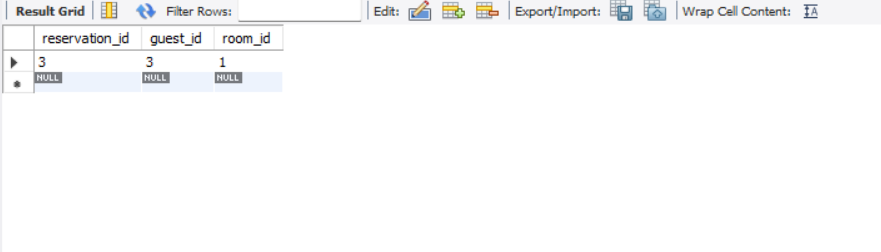 Result Grid Filter Rows: Edit: Export/Import: Wrap Cell Content: IA
reservation_id guest_id room_id
3 3 1
NULL NULL NULL